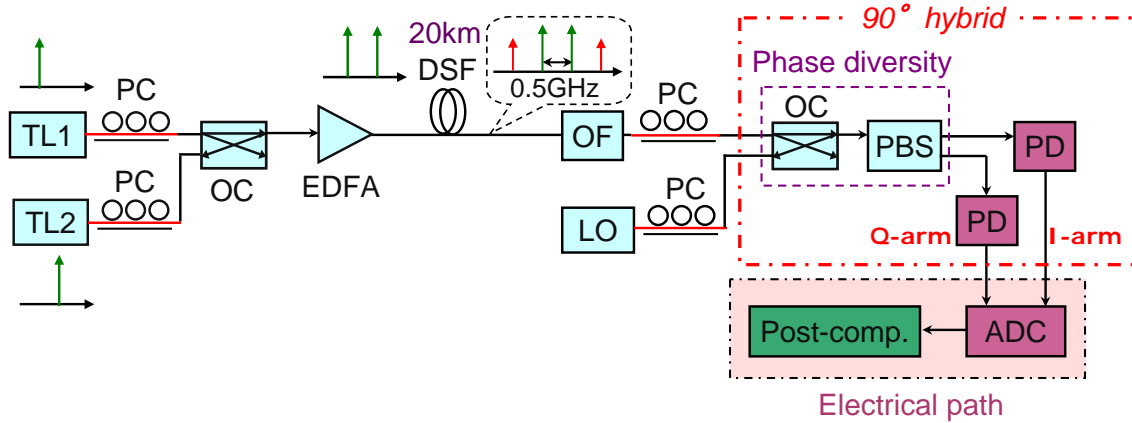 90° hybrid
20km
DSF
0.5GHz
Phase diversity
PC
TL1
OC
EDFA
OF
PC
OC
PBS
PD
PC
TL2
PC
LO
PD
Q-arm
I-arm
Post-comp.
ADC
Electrical path